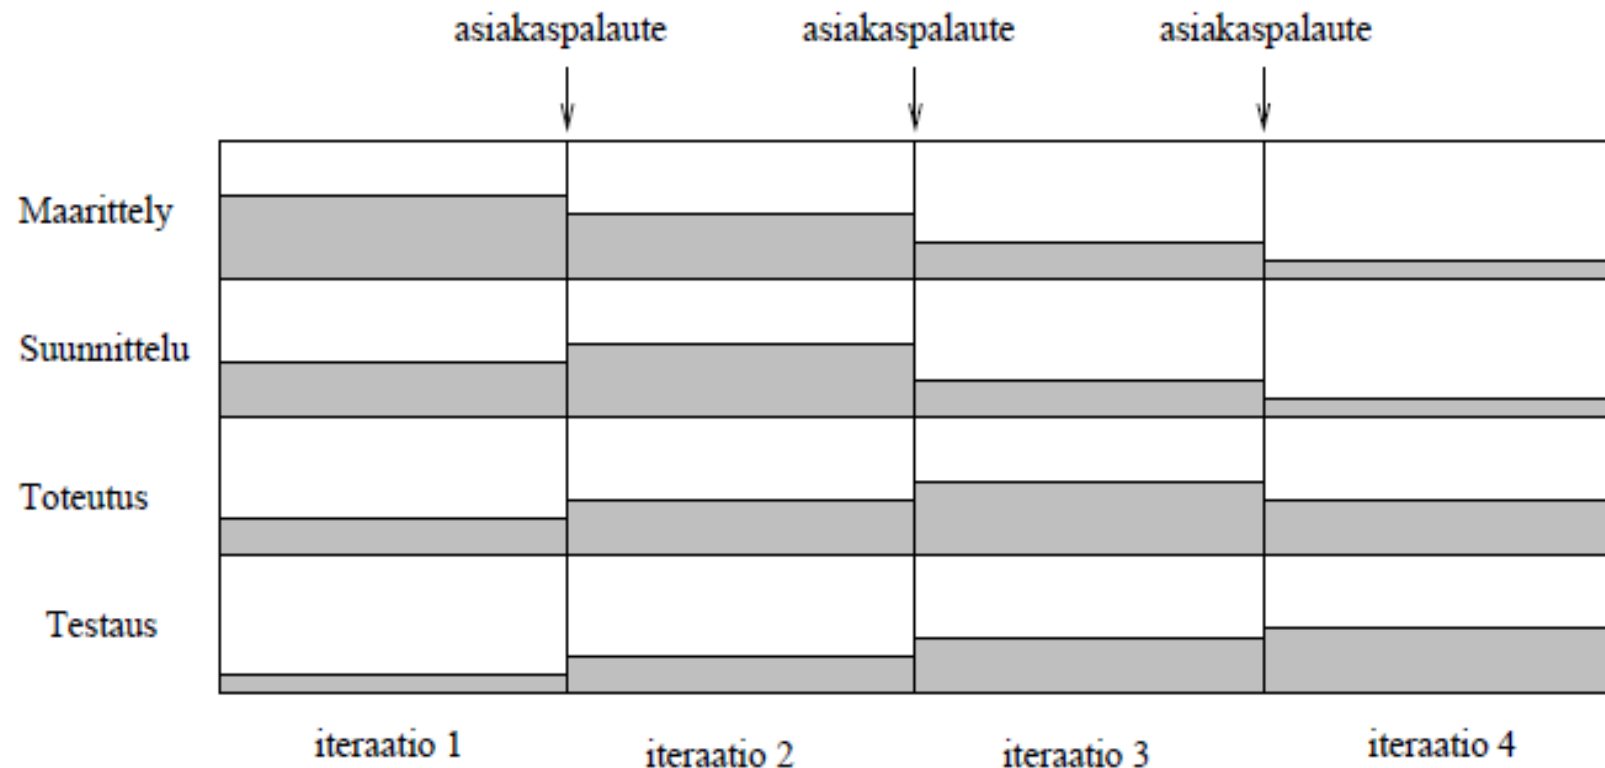 asiakaspalaute asiakaspalaute asiakaspalaute
Maarittely
Suunnittelu
Toteutus
Testaus
iteraatio 1 iteraatio 2 iteraatio 3 iteraatio 4